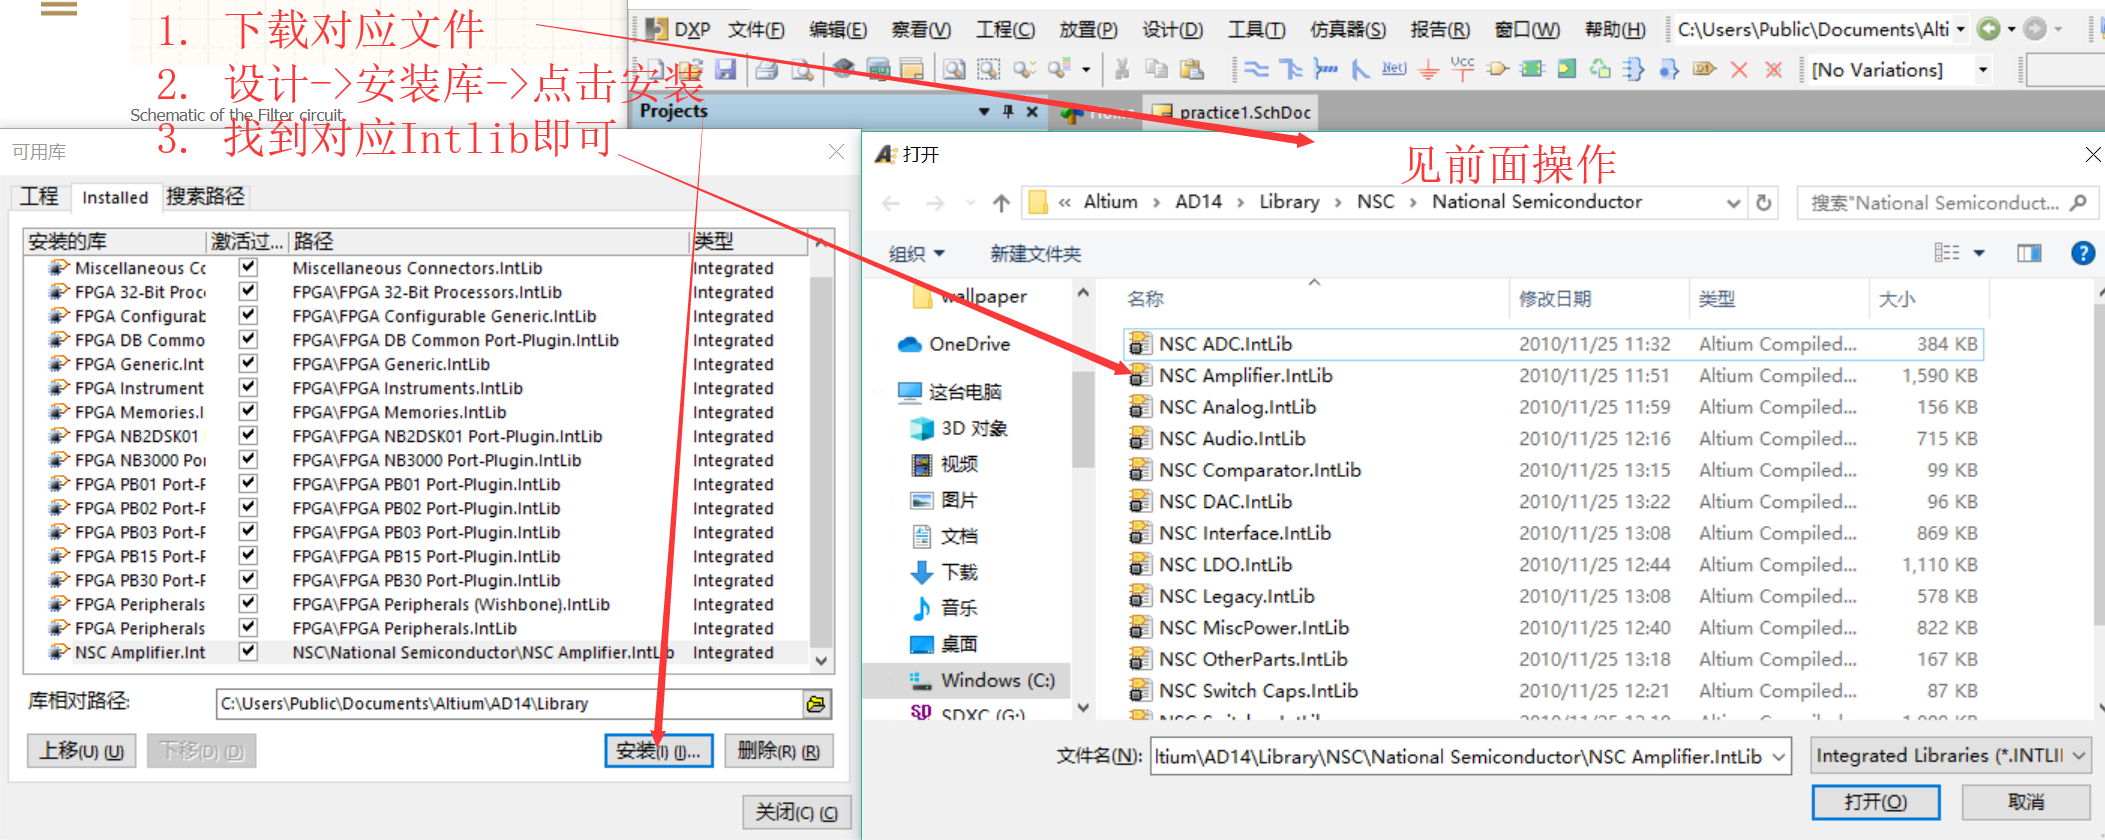 1. 下载对应文件
2. 设计->安装库->点击安装
3. 找到对应Intlib即可
Schematic of the Filter circuit.
DXP 文件(F) 编辑(E) 察看(V) 工程(C) 放置(P) 设计(D) 工具(T) 仿真器(S) 报告(R) 窗口(W) 帮助(H) C:\Users\Public\Documents\Alti
[No Variations]
Projects
Home practice1.SchDoc
可用库
工程 Installed 搜索路径
安装的库 激活过... 路径 类型
Miscellaneous Cc Miscellaneous Connectors.IntLib Integrated
FPGA 32-Bit Proc FPGA\FPGA 32-Bit Processors.IntLib Integrated
FPGA Configurab FPGA\FPGA Configurable Generic.IntLib Integrated
FPGA DB Commo FPGA\FPGA DB Common Port-Plugin.IntLib Integrated
FPGA Generic.Int FPGA\FPGA Generic.IntLib Integrated
FPGA Instrument FPGA\FPGA Instruments.IntLib Integrated
FPGA Memories.I FPGA\FPGA Memories.IntLib Integrated
FPGA NB2DSK01 FPGA\FPGA NB2DSK01 Port-Plugin.IntLib Integrated
FPGA NB3000 Por FPGA\FPGA NB3000 Port-Plugin.IntLib Integrated
FPGA PB01 Port-F FPGA\FPGA PB01 Port-Plugin.IntLib Integrated
FPGA PB02 Port-F FPGA\FPGA PB02 Port-Plugin.IntLib Integrated
FPGA PB03 Port-F FPGA\FPGA PB03 Port-Plugin.IntLib Integrated
FPGA PB15 Port-F FPGA\FPGA PB15 Port-Plugin.IntLib Integrated
FPGA PB30 Port-F FPGA\FPGA PB30 Port-Plugin.IntLib Integrated
FPGA Peripherals FPGA\FPGA Peripherals (Wishbone).IntLib Integrated
FPGA Peripherals FPGA\FPGA Peripherals.IntLib Integrated
NSC Amplifier.Int NSC\National Semiconductor\NSC Amplifier.IntLib Integrated
库相对路径: C:\Users\Public\Documents\Altium\AD14\Library
上移(U) (U) 下移(D) (D) 安装(I) (I)... 删除(R) (R)
关闭(C) (C)
打开
见前面操作
« Altium › AD14 › Library › NSC › National Semiconductor 搜索"National Semiconduct...
组织 新建文件夹
wallpaper
OneDrive
这台电脑
3D 对象
视频
图片
文档
下载
音乐
桌面
Windows (C:)
SDXC (G:)
名称 修改日期 类型 大小
NSC ADC.IntLib 2010/11/25 11:32 Altium Compiled... 384 KB
NSC Amplifier.IntLib 2010/11/25 11:51 Altium Compiled... 1,590 KB
NSC Analog.IntLib 2010/11/25 11:59 Altium Compiled... 156 KB
NSC Audio.IntLib 2010/11/25 12:16 Altium Compiled... 715 KB
NSC Comparator.IntLib 2010/11/25 13:15 Altium Compiled... 99 KB
NSC DAC.IntLib 2010/11/25 13:22 Altium Compiled... 96 KB
NSC Interface.IntLib 2010/11/25 13:08 Altium Compiled... 869 KB
NSC LDO.IntLib 2010/11/25 12:44 Altium Compiled... 1,110 KB
NSC Legacy.IntLib 2010/11/25 13:08 Altium Compiled... 578 KB
NSC MiscPower.IntLib 2010/11/25 12:40 Altium Compiled... 822 KB
NSC OtherParts.IntLib 2010/11/25 13:18 Altium Compiled... 167 KB
NSC Switch Caps.IntLib 2010/11/25 12:21 Altium Compiled... 87 KB
文件名(N): ltium\AD14\Library\NSC\National Semiconductor\NSC Amplifier.IntLib Integrated Libraries (*.INTLI
打开(O) 取消